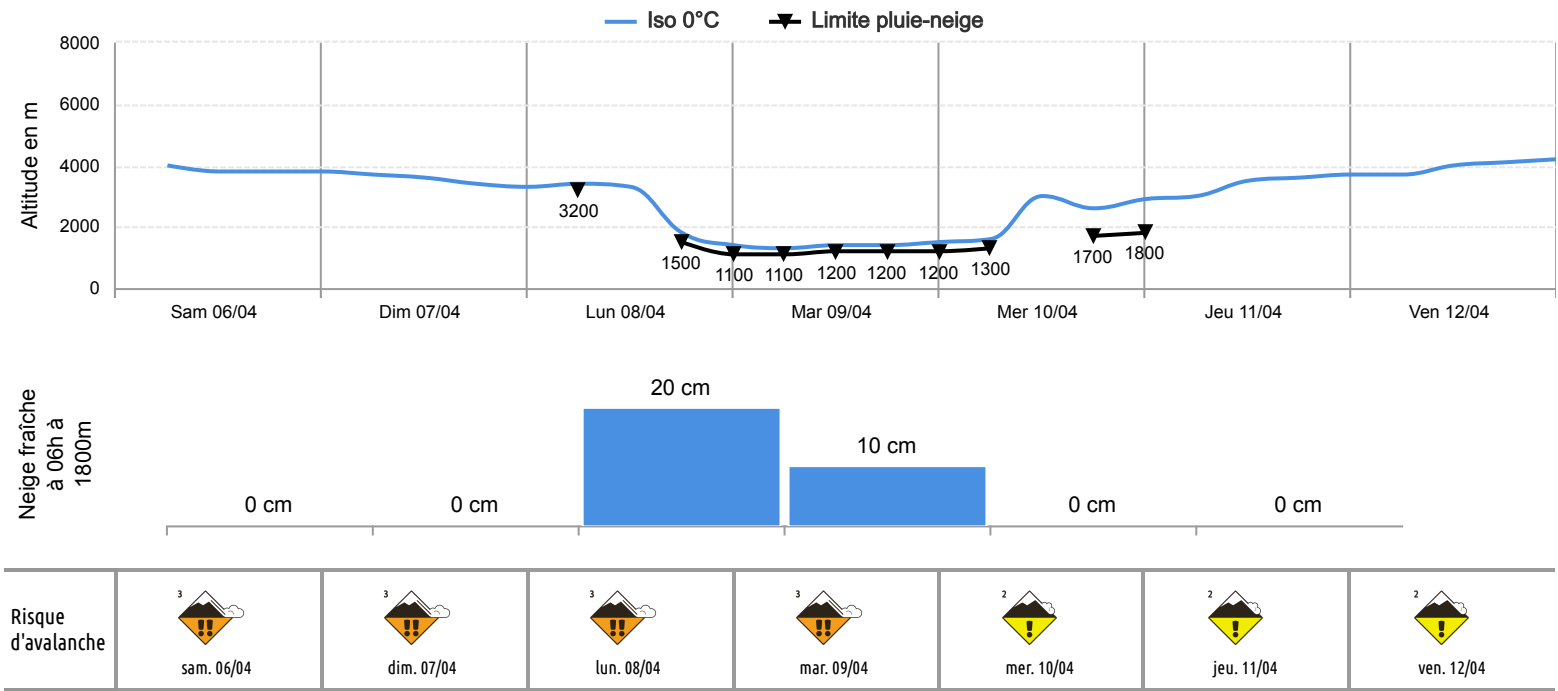 Iso 0°C Limite pluie-neige
Altitude en m
8000
6000
4000
2000
0
3200
1500 1100 1100 1200 1200 1200 1300 1700 1800
Sam 06/04 Dim 07/04 Lun 08/04 Mar 09/04 Mer 10/04 Jeu 11/04 Ven 12/04
Neige fraîche
à 06h à
1800m
0 cm 0 cm 20 cm 10 cm 0 cm 0 cm
Risque
d'avalanche
3 3 3 3 2 2 2
!! !! !! !! ! ! !
sam. 06/04 dim. 07/04 lun. 08/04 mar. 09/04 mer. 10/04 jeu. 11/04 ven. 12/04